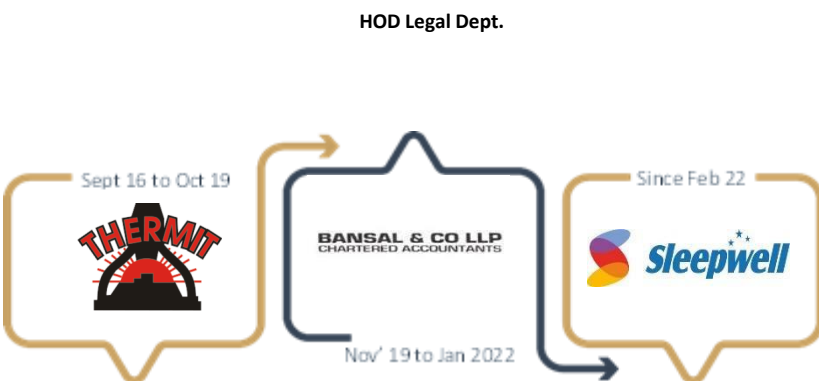 HOD Legal Dept.
Sept 16 to Oct 19
THERMIT
BANSAL & CO LLP
CHARTERED ACCOUNTANTS
Nov' 19 to Jan 2022
Since Feb 22
Sleepwell